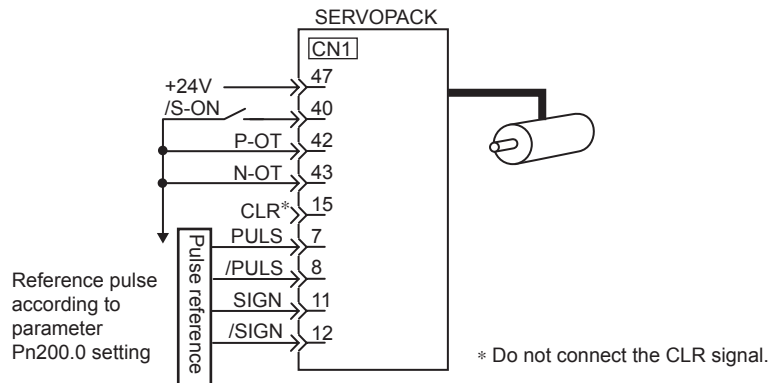 SERVOPACK
CN1
+24V 47
/S-ON 40
P-OT 42
N-OT 43
CLR* 15
PULS 7
/PULS 8
SIGN 11
/SIGN 12
Pulse reference
Reference pulse
according to
parameter
Pn200.0 setting
* Do not connect the CLR signal.